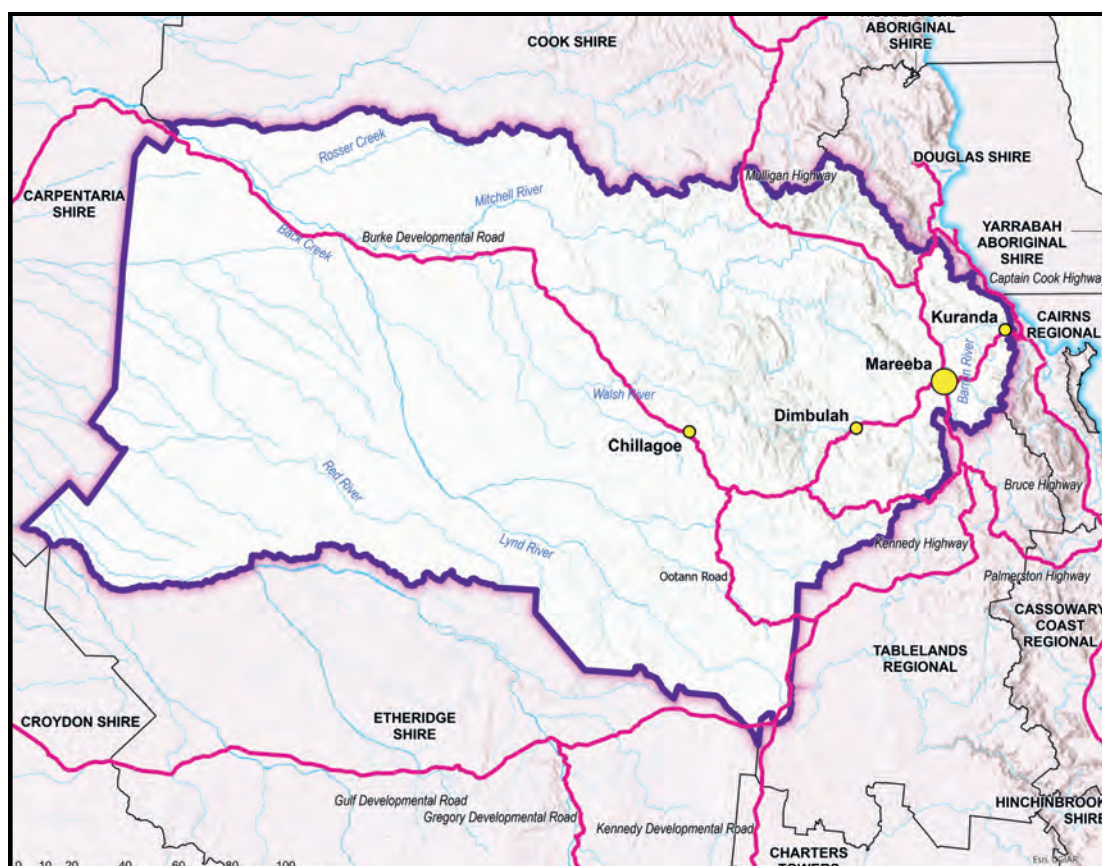 COOK SHIRE
ABORIGINAL
SHIRE
Rosser Creek
DOUGLAS SHIRE
Mulligan Highway
CARPENTARIA
SHIRE
Mitchell River
Back Creek
Burke Developmental Road
YARRABAH
ABORIGINAL
SHIRE
Captain Cook Highway
Kuranda
CAIRNS
REGIONAL
Mareeba
Barron River
Walsh River
Dimbulah
Chillagoe
Red River
Bruce Highway
Lynd River
Kennedy Highway
Ootann Road
Palmerston Highway
CASSOWARY
COAST
REGIONAL
TABLELANDS
REGIONAL
CROYDON SHIRE
ETHERIDGE
SHIRE
Gulf Developmental Road
Gregory Developmental Road
Kennedy Developmental Road
HINCHINBROOK
SHIRE
CHARTERS
TOWERS
0 10 20 40 60 80 100
Esri, CGIAR